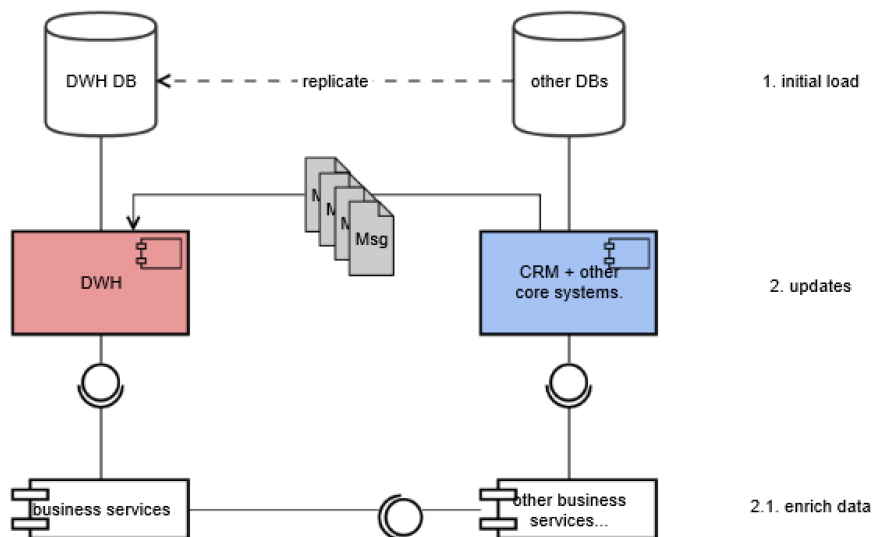 DWH DB
replicate
other DBs
1. initial load
M
M
M
Msg
DWH
CRM + other
core systems.
2. updates
business services
other business
services...
2.1. enrich data